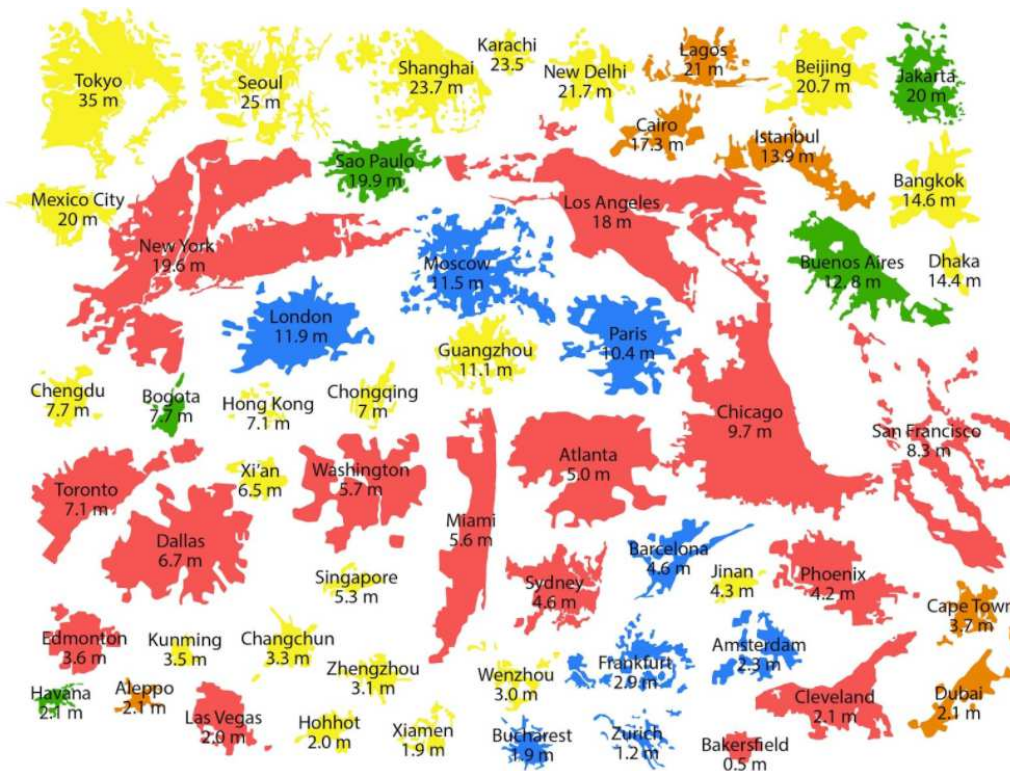 Tokyo
35 m
Seoul
25 m
Shanghai
23.7 m
Karachi
23.5
New Delhi
21.7 m
Lagos
21 m
Beijing
20.7 m
Jakarta
20 m
Cairo
17.3 m
Istanbul
13.9 m
Sao Paulo
19.9 m
Mexico City
20 m
Los Angeles
18 m
Bangkok
14.6 m
New York
19.6 m
Moscow
11.5 m
Buenos Aires
12. 8 m
Dhaka
14.4 m
London
11.9 m
Guangzhou
11.1 m
Paris
10.4 m
Chengdu
7.7 m
Bogota
7.7 m
Hong Kong
7.1 m
Chongqing
7 m
Chicago
9.7 m
San Francisco
8.3 m
Toronto
7.1 m
Xi'an
6.5 m
Washington
5.7 m
Atlanta
5.0 m
Dallas
6.7 m
Miami
5.6 m
Singapore
5.3 m
Sydney
4.6 m
Barcelona
4.6 m
Jinan
4.3 m
Phoenix
4.2 m
Cape Town
3.7 m
Edmonton
3.6 m
Kunming
3.5 m
Changchun
3.3 m
Zhengzhou
3.1 m
Wenzhou
3.0 m
Frankfurt
2.9 m
Amsterdam
2.3 m
Havana
2.1 m
Aleppo
2.1 m
Las Vegas
2.0 m
Hohhot
2.0 m
Xiamen
1.9 m
Bucharest
1.9 m
Zurich
1.2 m
Bakersfield
0.5 m
Cleveland
2.1 m
Dubai
2.1 m